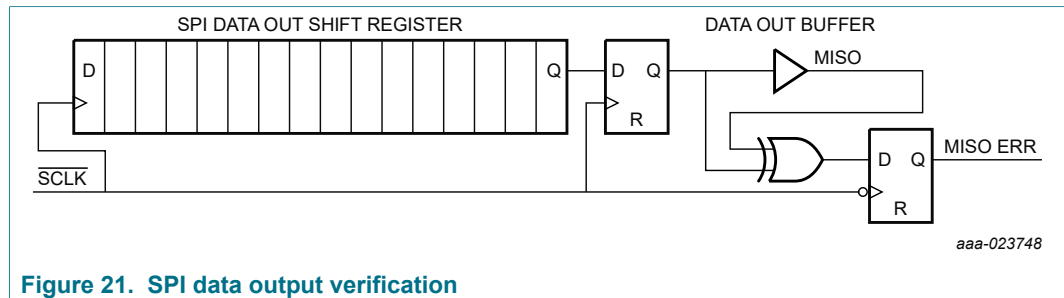 SPI DATA OUT SHIFT REGISTER
DATA OUT BUFFER
D
Q
D
Q
R
MISO
SCLK
D
Q
R
MISO ERR
aaa-023748
Figure 21. SPI data output verification